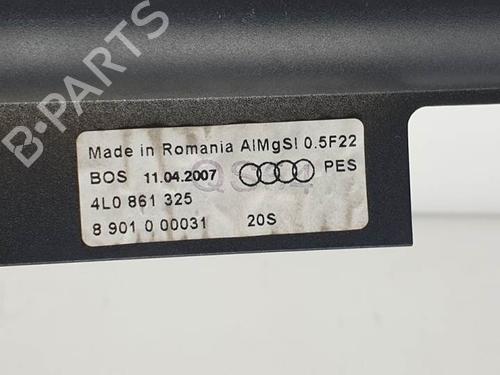 B-PARTS
Made in Romania AlMgSI 0.5F22
BOS 11.04.2007 PES
4L0 861 325
8 901 0 00031 20S